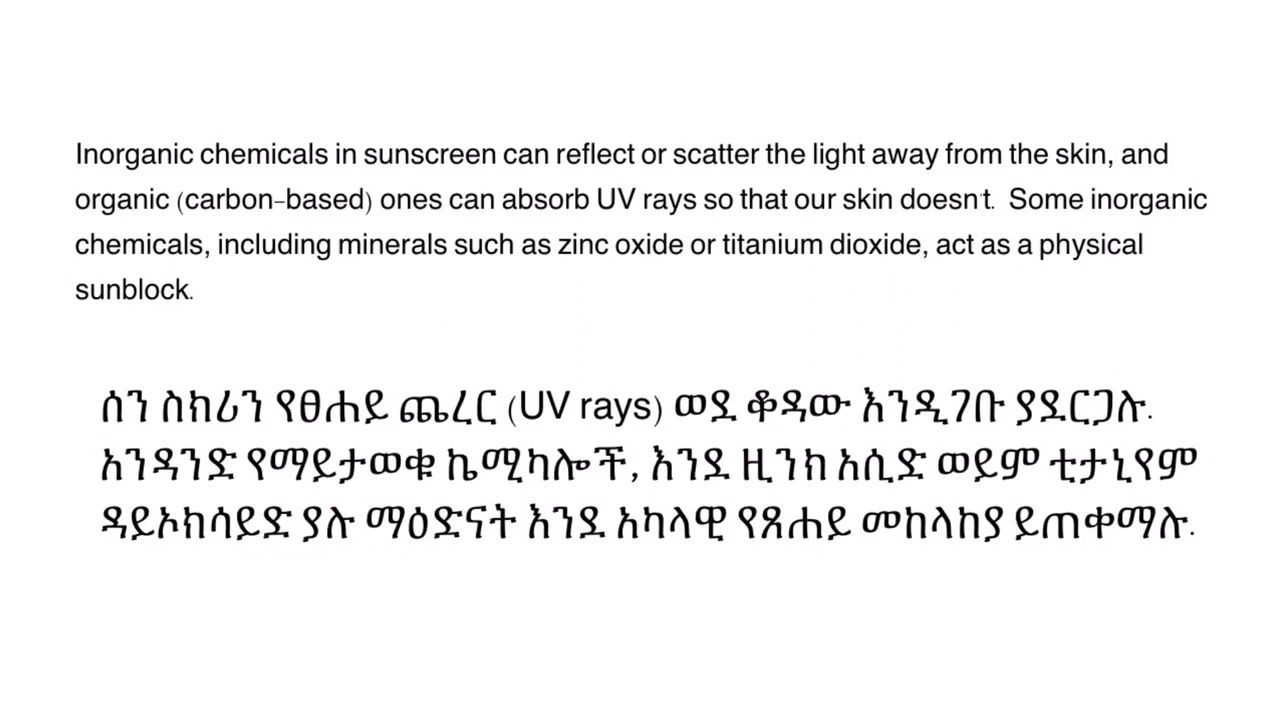 Inorganic chemicals in sunscreen can reflect or scatter the light away from the skin, and
organic (carbon-based) ones can absorb UV rays so that our skin doesn't. Some inorganic
chemicals, including minerals such as zinc oxide or titanium dioxide, act as a physical
sunblock.
ሰን ስክሪን የፀሐይ ጨረር (UV rays) ወደ ቆዳው እንዲገቡ ያደርጋሉ.
አንዳንድ የማይታወቁ ኬሚካሎች, እንደ ዚንክ አሲድ ወይም ቲታኒየም
ዳይኦክሳይድ ያሉ ማዕድናት እንደ አካላዊ የጸሐይ መከላከያ ይጠቀማሉ.